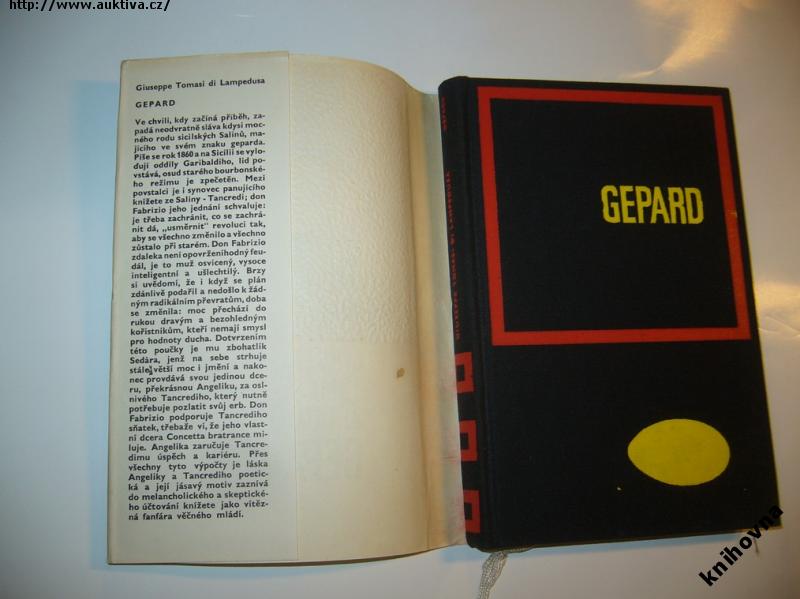 http://www.auktiva.cz/
Giuseppe Tomasi di Lampedusa
GEPARD
Ve chvíli, kdy začíná příběh, za-
padá neodvratně sláva kdysi moc-
ného rodu sicilských Salinů, ma-
jícího ve svém znaku geparda.
Píše se rok 1860 a na Sicílii se vylo-
ďují oddíly Garibaldiho, lid po-
vstává, osud starého bourbonské-
ho režimu je zpečetěn. Mezi
povstalci je i synovec panujícího
knížete ze Saliny - Tancredi; don
Fabrizio jeho jednání schvaluje:
je třeba zachránit, co se zachrá-
nit dá, „usměrnit" revoluci tak,
aby se všechno změnilo a všechno
zůstalo při starém. Don Fabrizio
zdaleka není opovrženíhodný feu-
dál, je to muž osvícený, vysoce
inteligentní a ušlechtilý. Brzy
si uvědomí, že i když se plán
zdánlivě podařil a nedošlo k žád-
ným radikálním převratům, doba
se změnila: moc přechází do
rukou dravým a bezohledným
kořistníkům, kteří nemají smysl
pro hodnoty ducha. Dotvrzením
této poučky je mu zbohatlík
Sedàra, jenž na sebe strhuje
stále větší moc i jmění a nako-
nec provdává svou jedinou dce-
ru, překrásnou Angeliku, za osl-
nivého Tancrediho, který nutně
potřebuje pozlatit svůj erb. Don
Fabrizio podporuje Tancrediho
sňatek, třebaže ví, že jeho vlast-
ní dcera Concetta bratrance mi-
luje. Angelika zaručuje Tancre-
dimu úspěch a kariéru. Přes
všechny tyto výpočty je láska
Angeliky a Tancrediho poetic-
ká a její jásavý motiv zaznívá
do melancholického a skeptické-
ho účtování knížete jako vítěz-
ná fanfára věčného mládí.
GIUSEPPE TOMASI DI LAMPEDUSA
GEPARD
knihovna